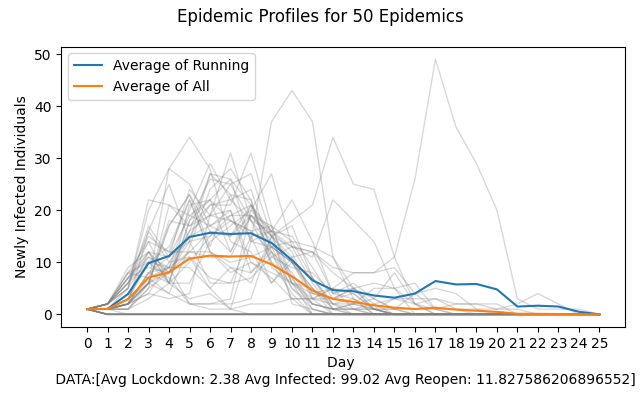 Epidemic Profiles for 50 Epidemics
50
40
30
20
10
0
Newly Infected Individuals
Average of Running
Average of All
0 1 2 3 4 5 6 7 8 9 10 11 12 13 14 15 16 17 18 19 20 21 22 23 24 25
Day
DATA:[Avg Lockdown: 2.38 Avg Infected: 99.02 Avg Reopen: 11.827586206896552]